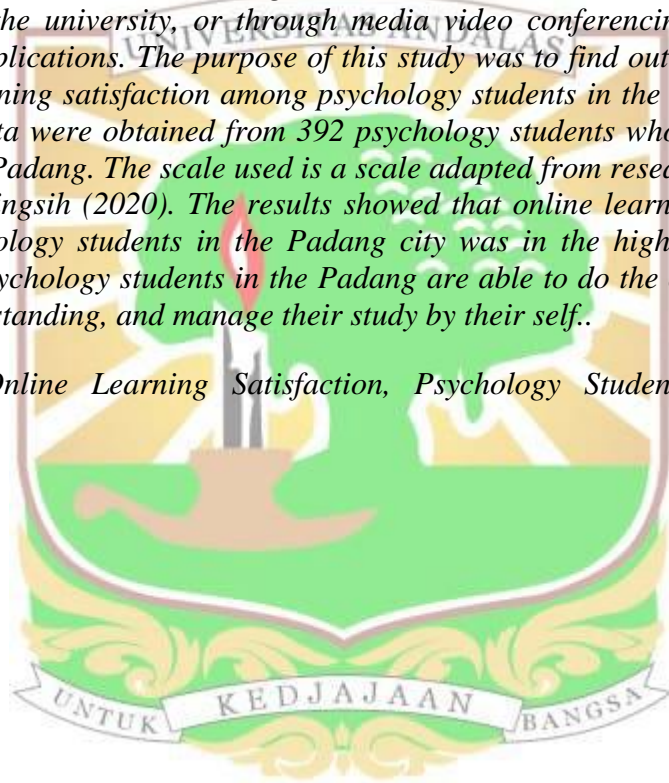 the university, or through media video conferencin
UNIVERSITAS ANDALAS
plications. The purpose of this study was to find out
ning satisfaction among psychology students in the
ta were obtained from 392 psychology students who
Padang. The scale used is a scale adapted from resea
ingsih (2020). The results showed that online learn
ology students in the Padang city was in the high
ychology students in the Padang are able to do the
standing, and manage their study by their self..
Online Learning Satisfaction, Psychology Studen
UNTUK KEDJAJAAN BANGSA